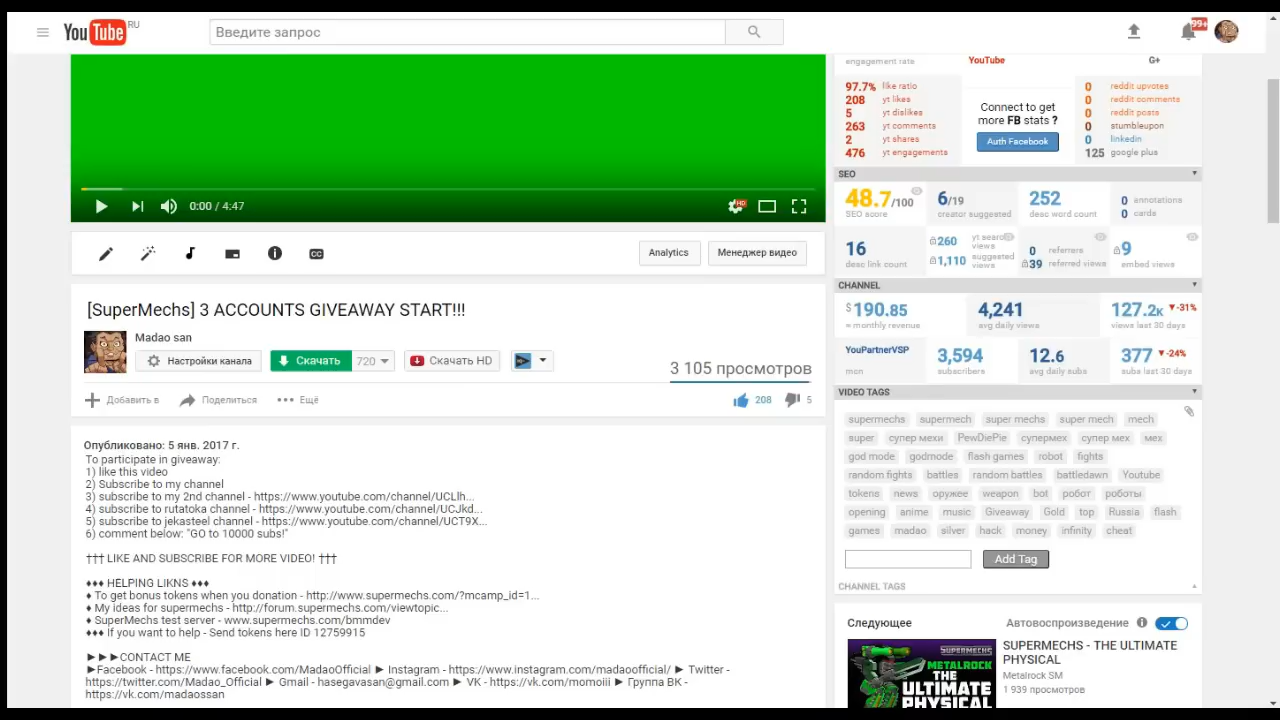 YouTube RU
Введите запрос
99+
0:00 / 4:47
HD
CC
Analytics
Менеджер видео
[SuperMechs] 3 ACCOUNTS GIVEAWAY START!!!
Madao san
Настройки канала
Скачать 720
Скачать HD
3 105 просмотров
Добавить в
Поделиться
Ещё
208 5
Опубликовано: 5 янв. 2017 г.
To participate in giveaway:
1) like this video
2) Subscribe to my channel
3) subscribe to my 2nd channel - https://www.youtube.com/channel/UCLlh...
4) subscribe to rutatoka channel - https://www.youtube.com/channel/UCJkd...
5) subscribe to jekasteel channel - https://www.youtube.com/channel/UCT9X...
6) comment below: "GO to 10000 subs!"
††† LIKE AND SUBSCRIBE FOR MORE VIDEO! †††
♦♦♦ HELPING LIKNS ♦♦♦
♦ To get bonus tokens when you donation - http://www.supermechs.com/?mcamp_id=1...
♦ My ideas for supermechs - http://forum.supermechs.com/viewtopic...
♦ SuperMechs test server - www.supermechs.com/bmmdev
♦♦♦ If you want to help - Send tokens here ID 12759915
►►►CONTACT ME
►Facebook - https://www.facebook.com/MadaoOfficial ► Instagram - https://www.instagram.com/madaoofficial/ ► Twitter -
https://twitter.com/Madao_Official ► Gmail - hasegavasan@gmail.com ► VK - https://vk.com/momoiii ► Группа ВК -
https://vk.com/madaossan
engagement rate
YouTube
G+
97.7% like ratio
208 yt likes
5 yt dislikes
263 yt comments
2 yt shares
476 yt engagements
Connect to get
more FB stats ?
Auth Facebook
0 reddit upvotes
0 reddit comments
0 reddit posts
0 stumbleupon
0 linkedin
125 google plus
SEO
48.7/100
SEO score
6/19
creator suggested
252
desc word count
0 annotations
0 cards
16
desc link count
260 yt search views
1,110 suggested views
0 referrers
39 referred views
9
embed views
CHANNEL
$ 190.85
≈ monthly revenue
4,241
avg daily views
127.2K ▼-31%
views last 30 days
YouPartnerVSP
mcn
3,594
subscribers
12.6
avg daily subs
377 ▼-24%
subs last 30 days
VIDEO TAGS
supermechs supermech super mechs super mech mech
super супер мехи PewDiePie супермех супер мех мех
god mode godmode flash games robot fights
random fights battles random battles battledawn Youtube
tokens news оружее weapon bot робот роботы
opening anime music Giveaway Gold top Russia flash
games madao silver hack money infinity cheat
Add Tag
CHANNEL TAGS
Следующее
Автовоспроизведение
SUPERMECHS
METALROCK
THE
ULTIMATE
PHYSICAL
SUPERMECHS - THE ULTIMATE
PHYSICAL
Metalrock SM
1 939 просмотров